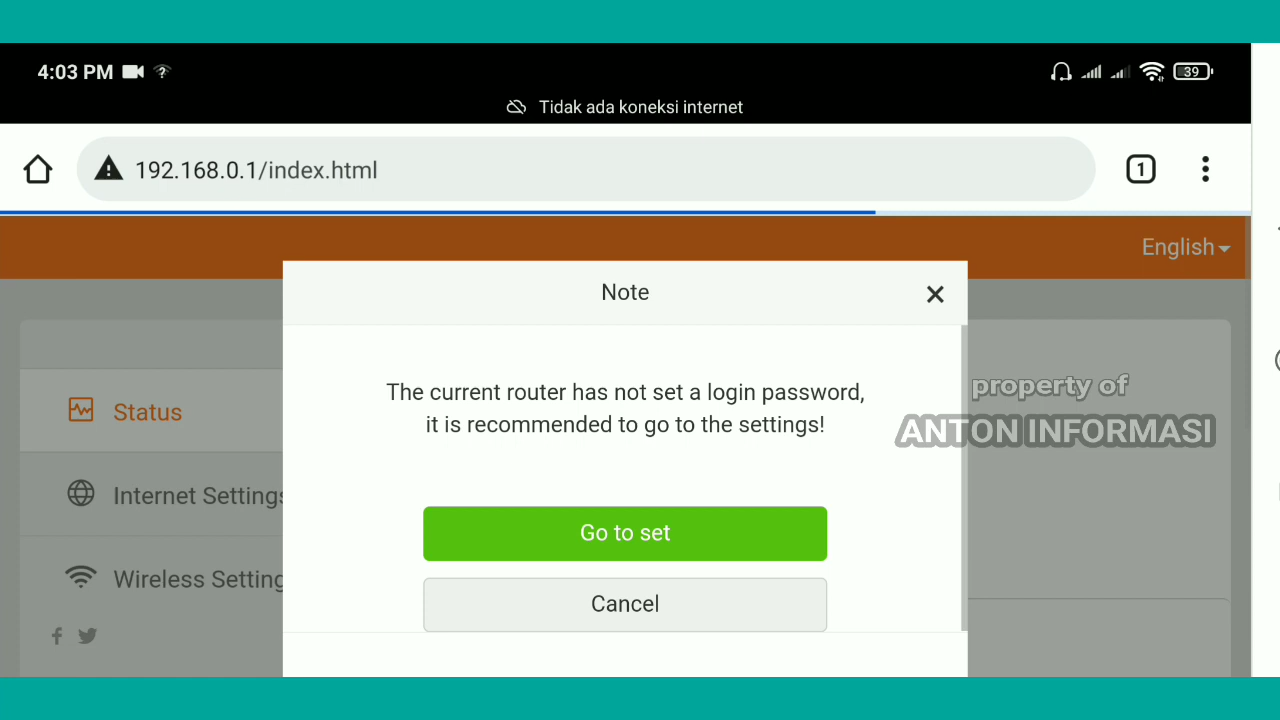 4:03 PM
39
Tidak ada koneksi internet
192.168.0.1/index.html
1
English
Note
The current router has not set a login password,
it is recommended to go to the settings!
Status
property of
ANTON INFORMASI
Internet Settings
Go to set
Wireless Setting
Cancel